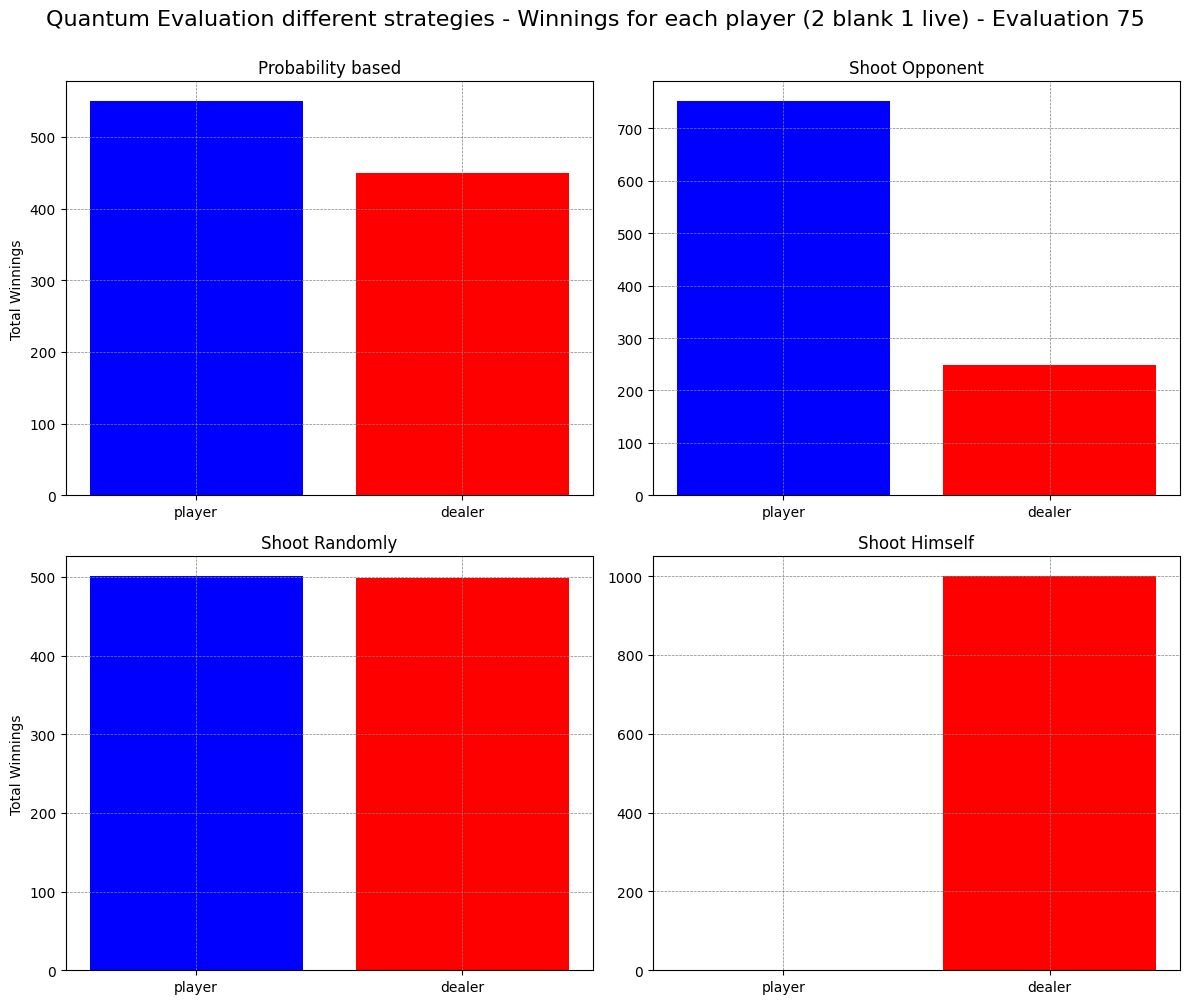 Quantum Evaluation different strategies - Winnings for each player (2 blank 1 live) - Evaluation 75
Probability based
Total Winnings
500
400
300
200
100
0
player dealer
Shoot Opponent
700
600
500
400
300
200
100
0
player dealer
Shoot Randomly
Total Winnings
500
400
300
200
100
0
player dealer
Shoot Himself
1000
800
600
400
200
0
player dealer